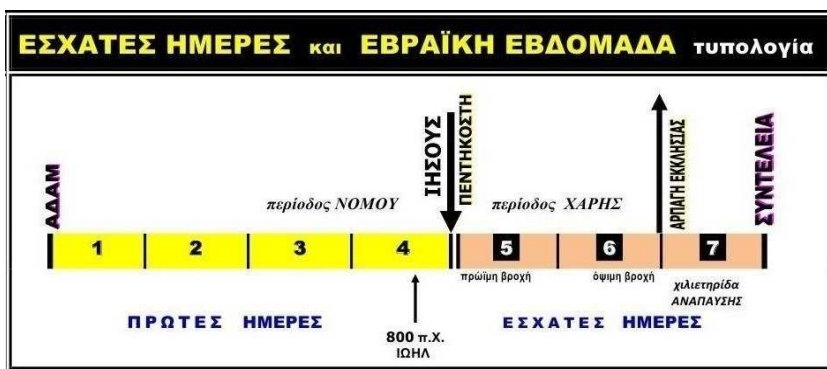 ΕΣΧΑΤΕΣ ΗΜΕΡΕΣ και ΕΒΡΑΪΚΗ ΕΒΔΟΜΑΔΑ τυπολογία
ΑΔΑΜ
περίοδος ΝΟΜΟΥ
ΙΗΣΟΥΣ
ΠΕΝΤΗΚΟΣΤΗ
περίοδος ΧΑΡΗΣ
ΑΡΠΑΓΗ ΕΚΚΛΗΣΙΑΣ
ΣΥΝΤΕΛΕΙΑ
1 2 3 4 5 6 7
πρώϊμη βροχή
όψιμη βροχή
χιλιετηρίδα
ΑΝΑΠΑΥΣΗΣ
ΠΡΩΤΕΣ ΗΜΕΡΕΣ
800 π.Χ.
ΙΩΗΛ
ΕΣΧΑΤΕΣ ΗΜΕΡΕΣ